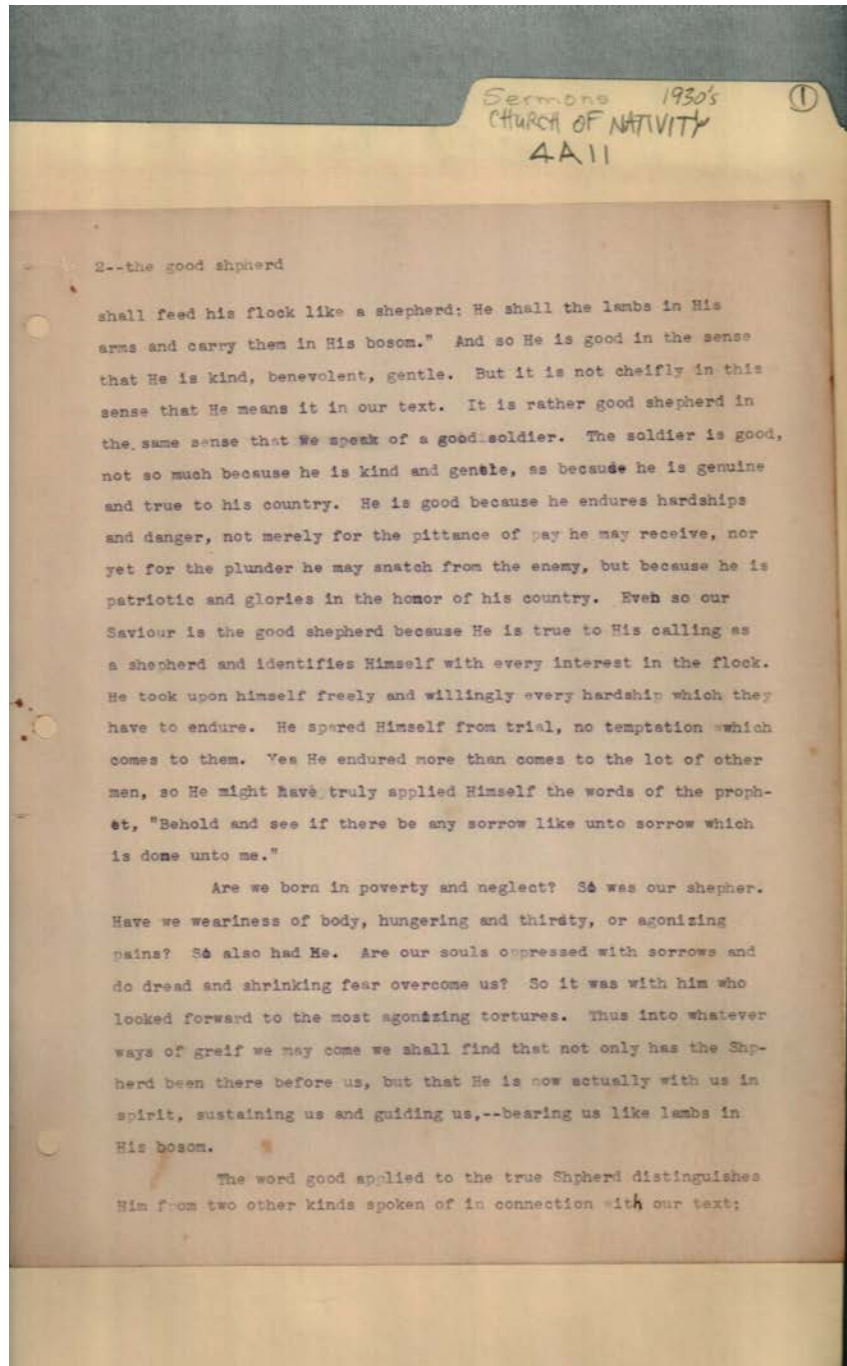 Sermons 1930's ①
CHURCH OF NATIVITY
4A11
2--the good shpherd
shall feed his flock like a shepherd: He shall the lambs in His
arms and carry them in His bosom." And so He is good in the sense
that He is kind, benevolent, gentle. But it is not cheifly in this
sense that He means it in our text. It is rather good shepherd in
the same sense that We speak of a good soldier. The soldier is good,
not so much because he is kind and gentle, as because he is genuine
and true to his country. He is good because he endures hardships
and danger, not merely for the pittance of pay he may receive, nor
yet for the plunder he may snatch from the enemy, but because he is
patriotic and glories in the honor of his country. Even so our
Saviour is the good shepherd because He is true to His calling as
a shepherd and identifies Himself with every interest in the flock.
He took upon himself freely and willingly every hardship which they
have to endure. He spared Himself from trial, no temptation which
comes to them. Yes He endured more than comes to the lot of other
men, so He might have truly applied Himself the words of the proph-
et, "Behold and see if there be any sorrow like unto sorrow which
is done unto me."
Are we born in poverty and neglect? So was our shepher.
Have we weariness of body, hungering and thirsty, or agonizing
pains? So also had He. Are our souls oppressed with sorrows and
do dread and shrinking fear overcome us? So it was with him who
looked forward to the most agonizing tortures. Thus into whatever
ways of greif we may come we shall find that not only has the Shp-
herd been there before us, but that He is now actually with us in
spirit, sustaining us and guiding us,--bearing us like lambs in
His bosom.
The word good applied to the true Shpherd distinguishes
Him from two other kinds spoken of in connection with our text;